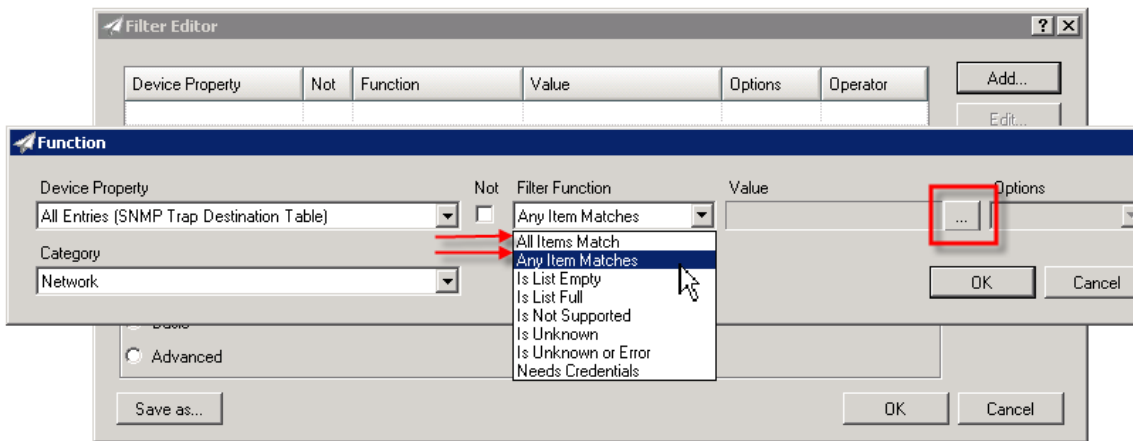 Filter Editor
Device Property Not Function Value Options Operator
Add...
Edit...
Function
Device Property Not Filter Function Value Options
All Entries (SNMP Trap Destination Table) Any Item Matches ...
All Items Match
Category
Any Item Matches
Network
Is List Empty
OK Cancel
Is List Full
Is Not Supported
Is Unknown
Advanced
Is Unknown or Error
Needs Credentials
Save as... OK Cancel